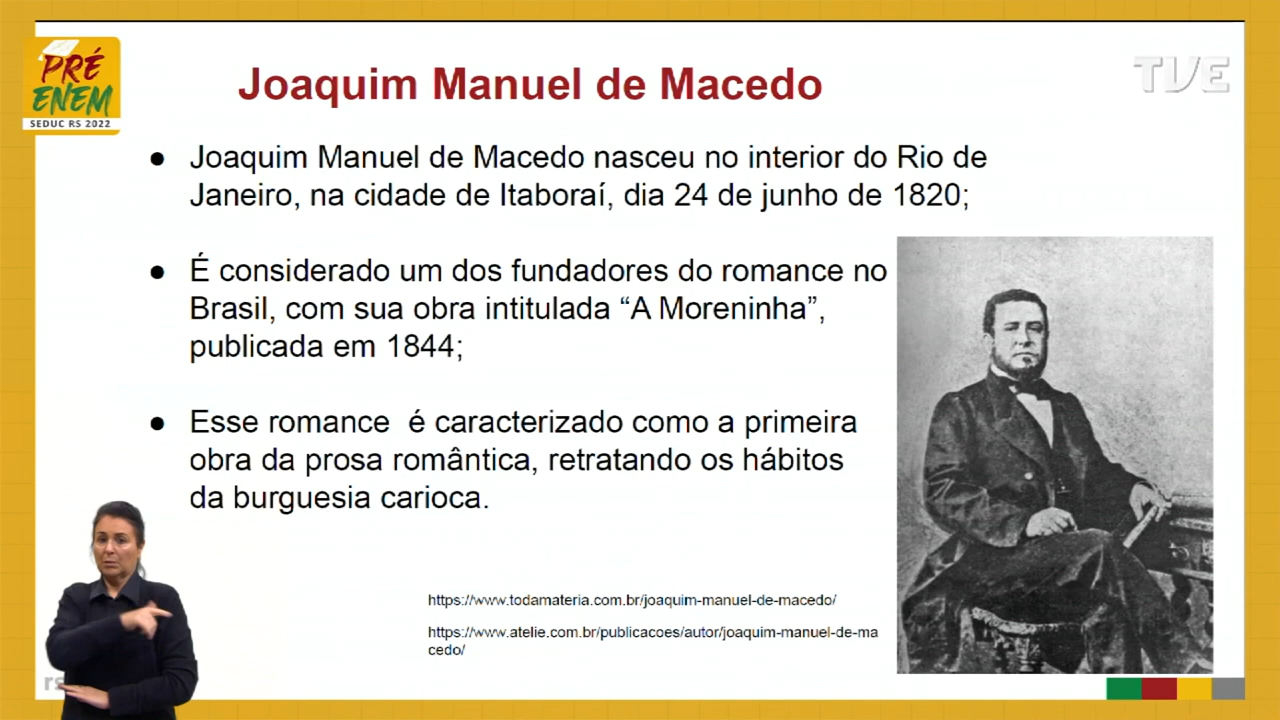 PRÉ
ENEM
SEDUC RS 2022
Joaquim Manuel de Macedo
TVE
● Joaquim Manuel de Macedo nasceu no interior do Rio de
Janeiro, na cidade de Itaboraí, dia 24 de junho de 1820;
● É considerado um dos fundadores do romance no
Brasil, com sua obra intitulada “A Moreninha”,
publicada em 1844;
● Esse romance é caracterizado como a primeira
obra da prosa romântica, retratando os hábitos
da burguesia carioca.
https://www.todamateria.com.br/joaquim-manuel-de-macedo/
https://www.atelie.com.br/publicacoes/autor/joaquim-manuel-de-ma
cedo/